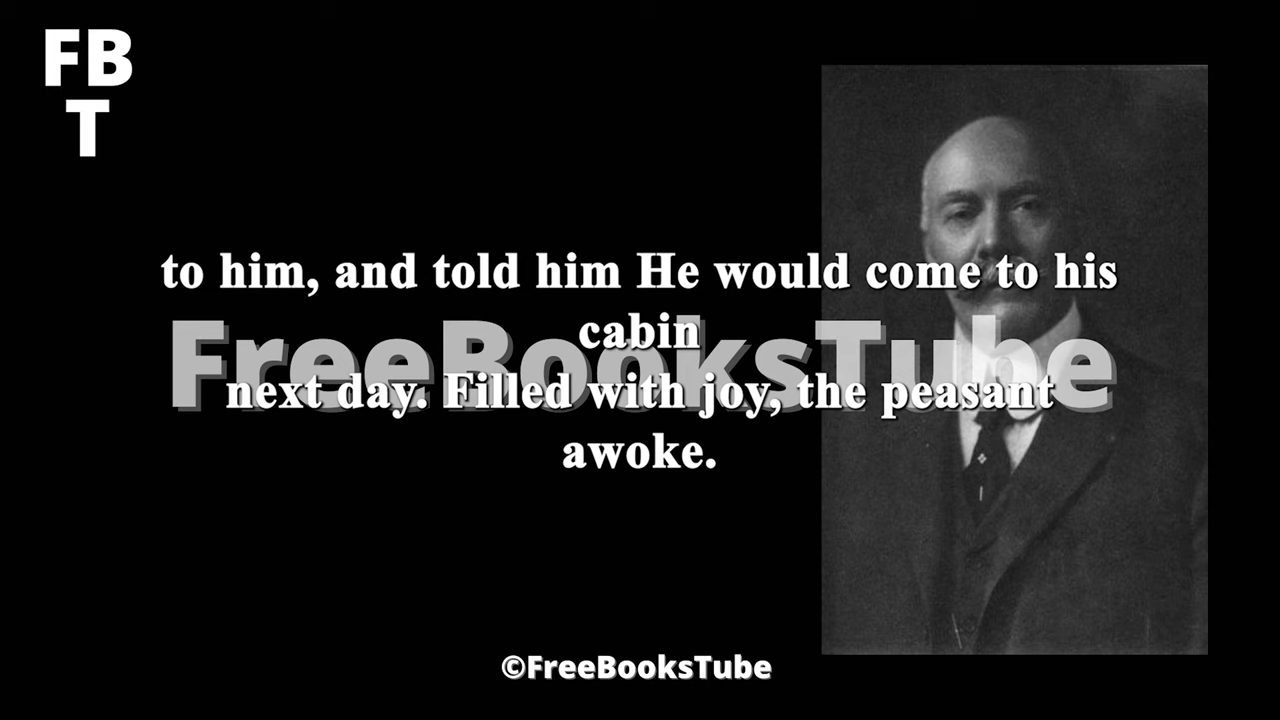 FB
T
to him, and told him He would come to his
cabin
FreeBooksTube
next day. Filled with joy, the peasant
awoke.
©FreeBooksTube